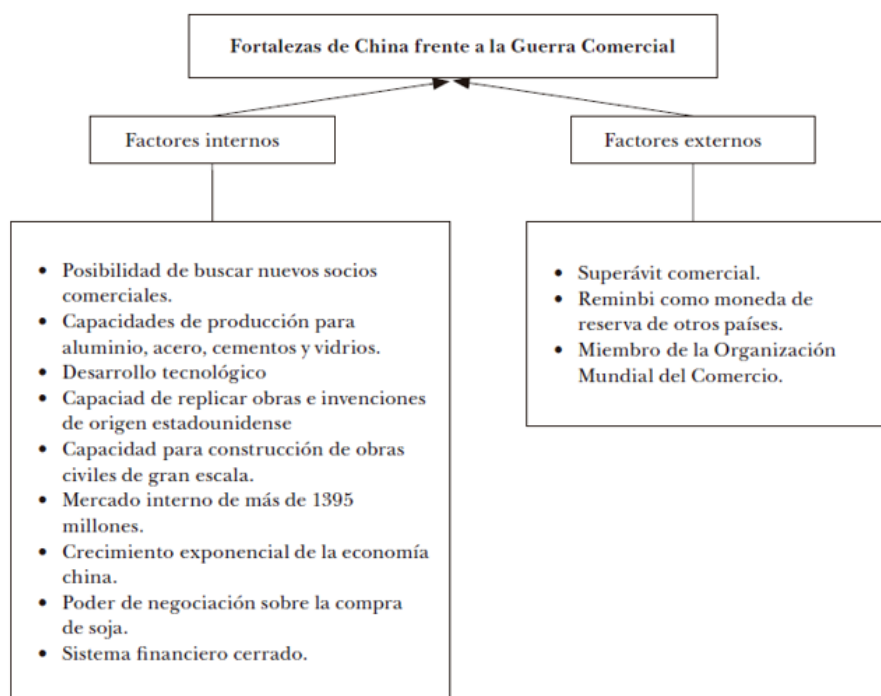 Fortalezas de China frente a la Guerra Comercial
Factores internos
Factores externos
• Posibilidad de buscar nuevos socios
comerciales.
• Capacidades de producción para
aluminio, acero, cementos y vidrios.
• Desarrollo tecnológico
• Capaciad de replicar obras e invenciones
de origen estadounidense
• Capacidad para construcción de obras
civiles de gran escala.
• Mercado interno de más de 1395
millones.
• Crecimiento exponencial de la economía
china.
• Poder de negociación sobre la compra
de soja.
• Sistema financiero cerrado.
• Superávit comercial.
• Reminbi como moneda de
reserva de otros países.
• Miembro de la Organización
Mundial del Comercio.